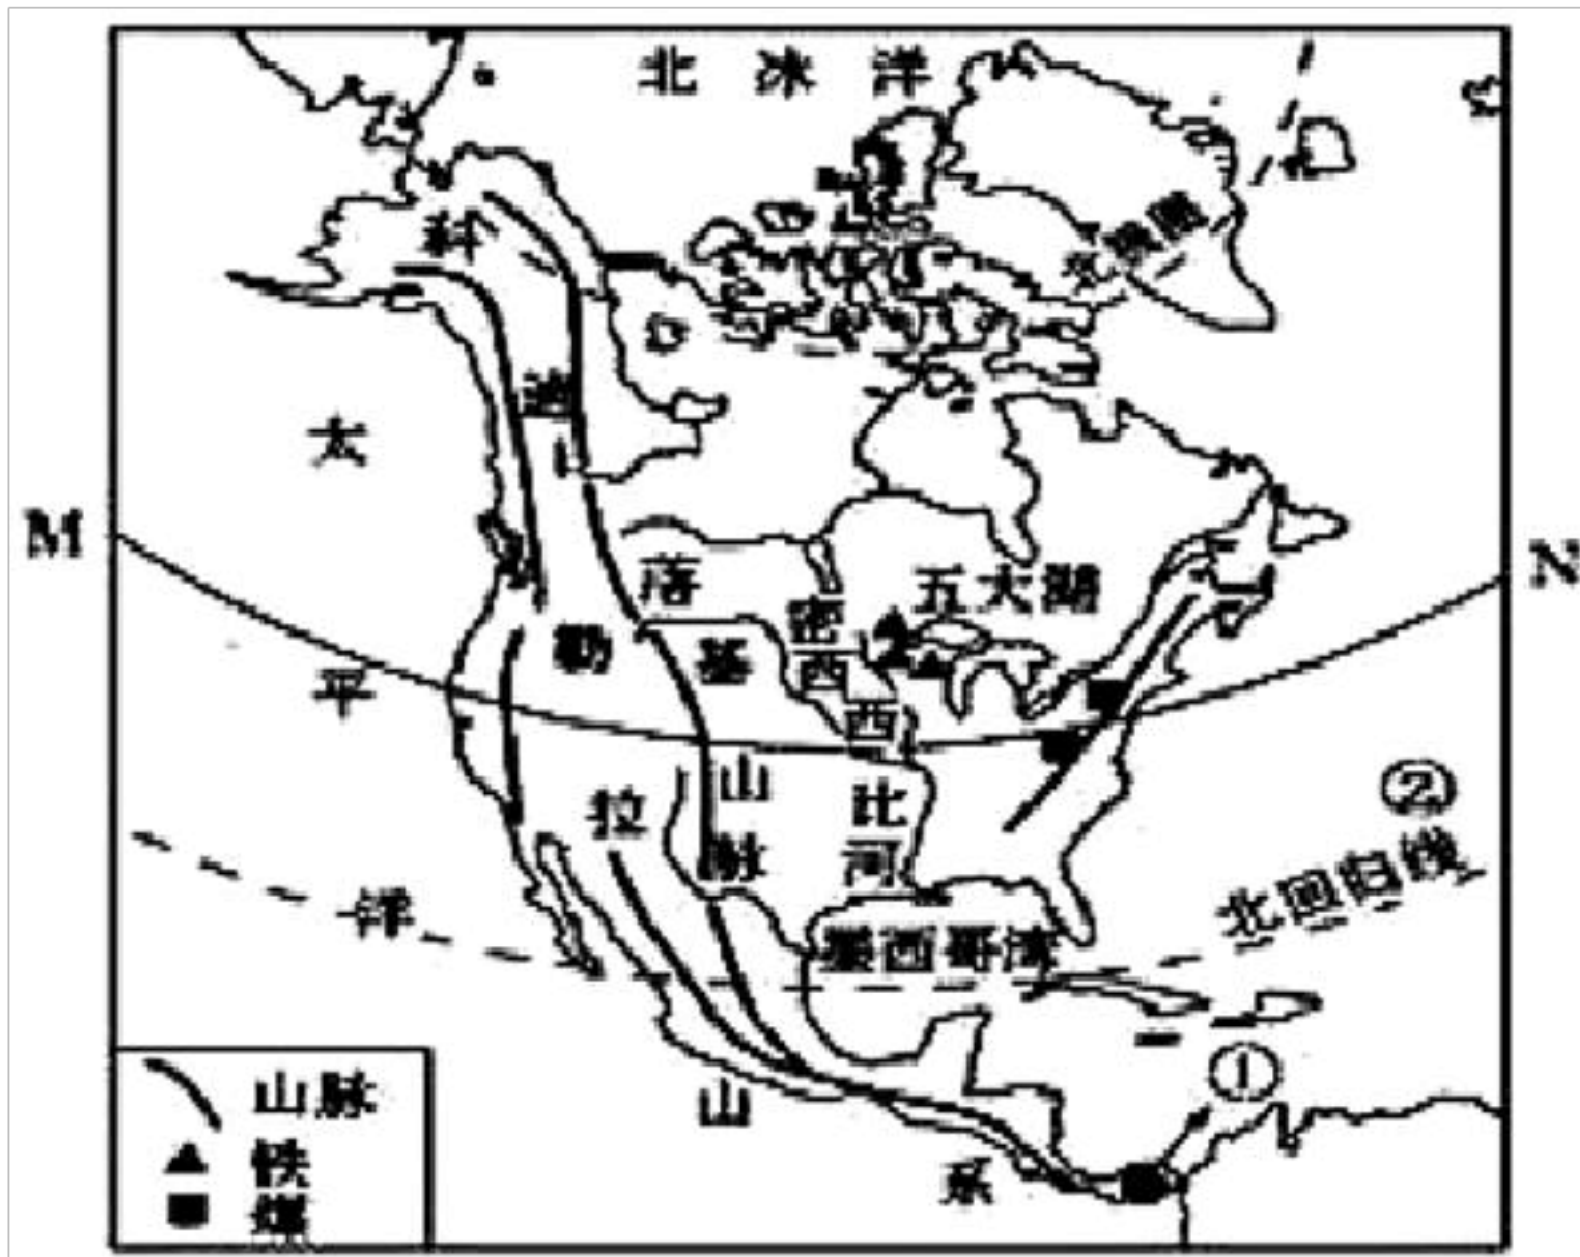 北冰洋
科迪勒拉山系
格陵兰
太平洋
M
N
落基山脉
五大湖
密西西比河
②
北回归线
墨西哥湾
①
山脉
铁
煤